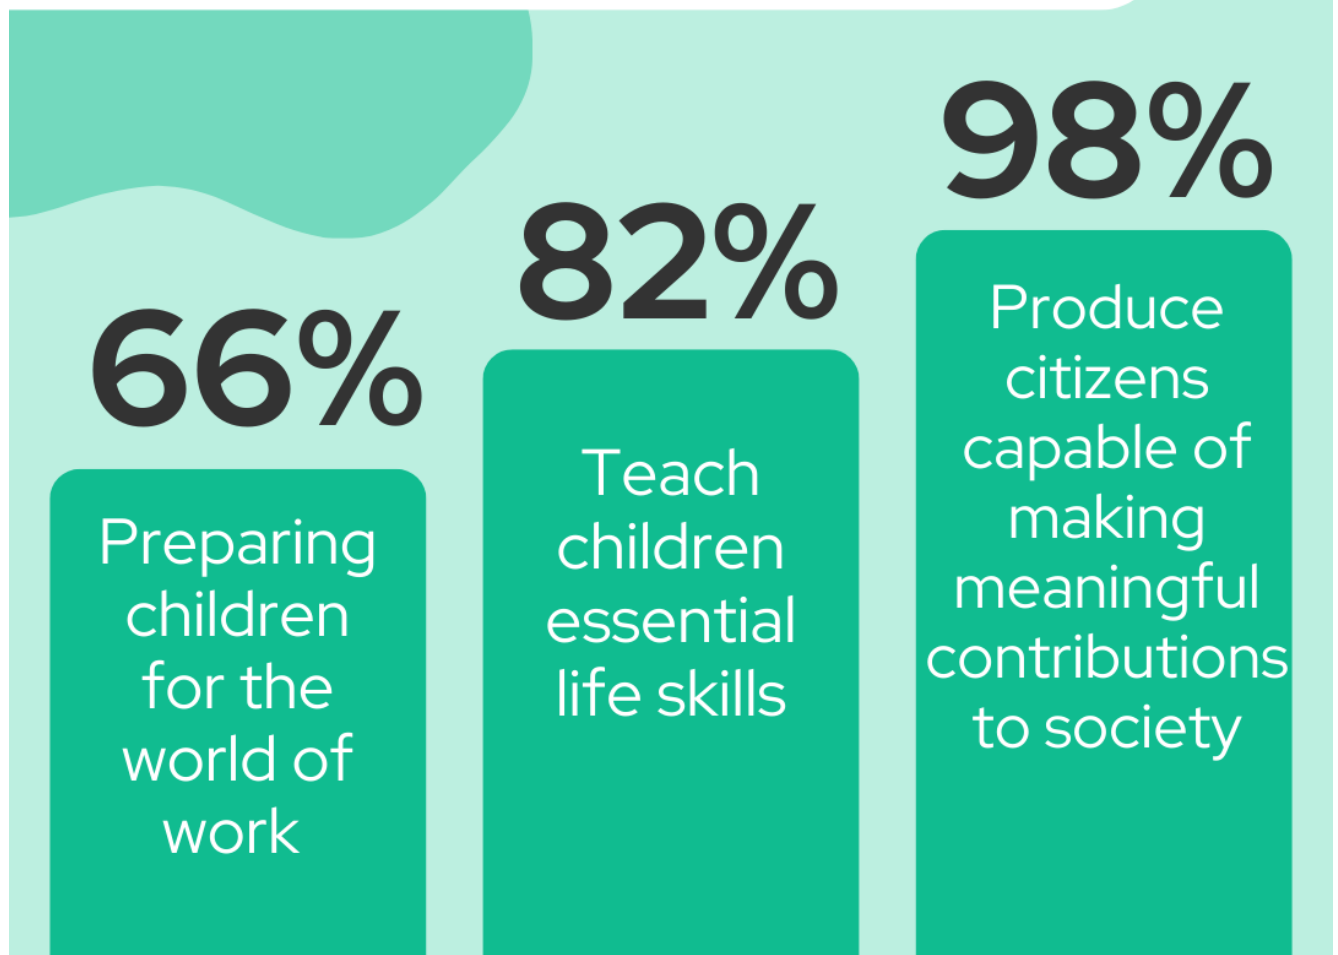 66%
Preparing
children
for the
world of
work
82%
Teach
children
essential
life skills
98%
Produce
citizens
capable of
making
meaningful
contributions
to society